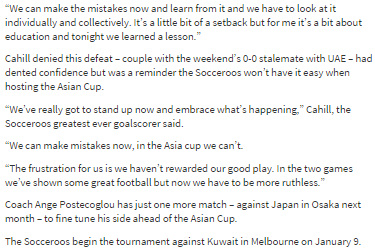 “We can make the mistakes now and learn from it and we have to look at it
individually and collectively. It’s a little bit of a setback but for me it’s a bit about
education and tonight we learned a lesson.”
Cahill denied this defeat – couple with the weekend’s 0-0 stalemate with UAE – had
dented confidence but was a reminder the Socceroos won’t have it easy when
hosting the Asian Cup.
“We’ve really got to stand up now and embrace what’s happening,” Cahill, the
Socceroos greatest ever goalscorer said.
“We can make mistakes now, in the Asia cup we can’t.
“The frustration for us is we haven’t rewarded our good play. In the two games
we’ve shown some great football but now we have to be more ruthless.”
Coach Ange Postecoglou has just one more match – against Japan in Osaka next
month – to fine tune his side ahead of the Asian Cup.
The Socceroos begin the tournament against Kuwait in Melbourne on January 9.